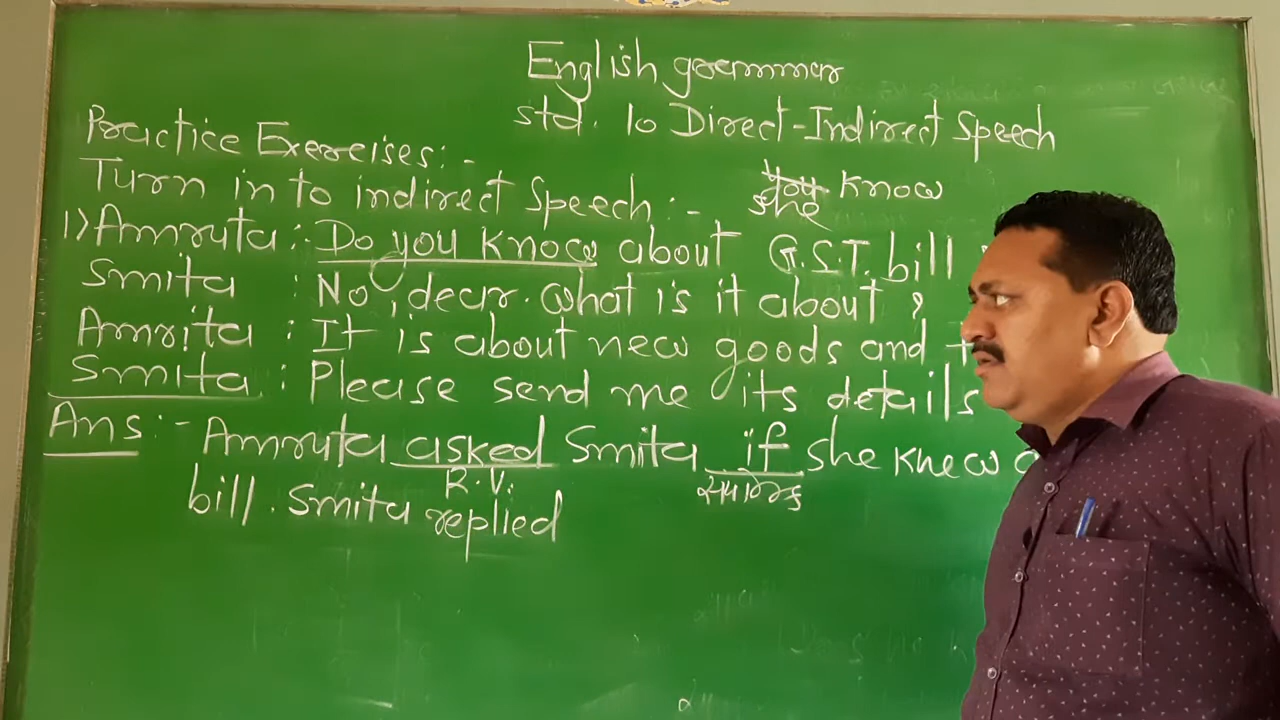 English grammar
Std. 10 Direct-Indirect Speech
Practice Exercises:-
Turn in to indirect Speech:-
you Know
she
1) Amruta: Do you know about G.S.T. bill
Smita : No, dear. What is it about?
Amrita : It is about new goods and
Smita : Please send me its details
Ans:- Amruta asked Smita if she knew
R.V.
bill. Smita replied